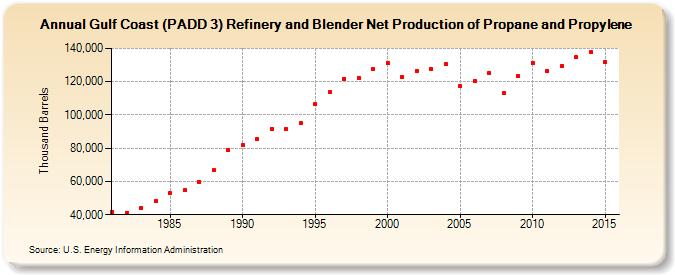 Annual Gulf Coast (PADD 3) Refinery and Blender Net Production of Propane and Propylene
Thousand Barrels
140,000
120,000
100,000
80,000
60,000
40,000
1985 1990 1995 2000 2005 2010 2015
Source: U.S. Energy Information Administration